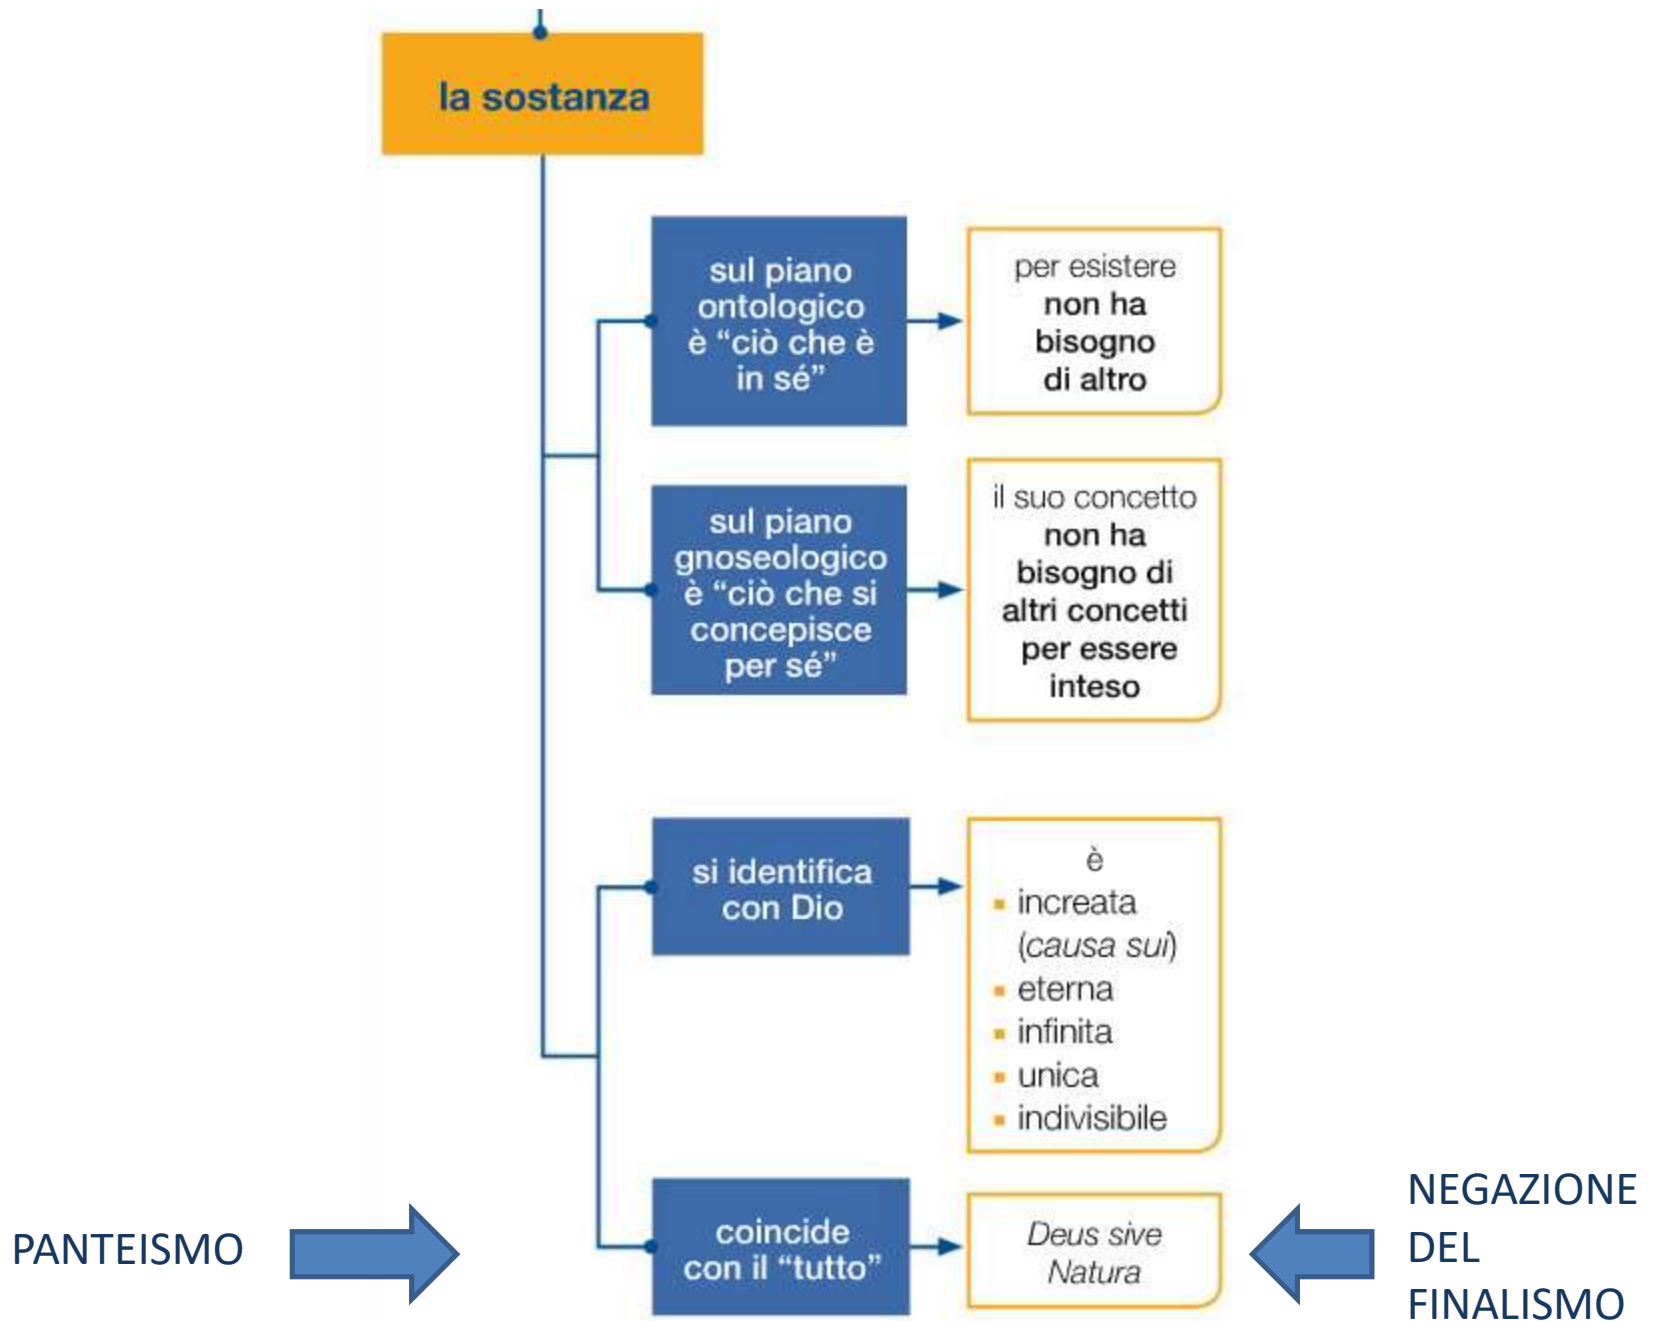 la sostanza
sul piano
ontologico
è “ciò che è
in sé”
per esistere
non ha
bisogno
di altro
sul piano
gnoseologico
è “ciò che si
concepisce
per sé”
il suo concetto
non ha
bisogno di
altri concetti
per essere
inteso
si identifica
con Dio
è
▪ increata
(causa sui)
▪ eterna
▪ infinita
▪ unica
▪ indivisibile
PANTEISMO
coincide
con il “tutto”
Deus sive
Natura
NEGAZIONE
DEL
FINALISMO